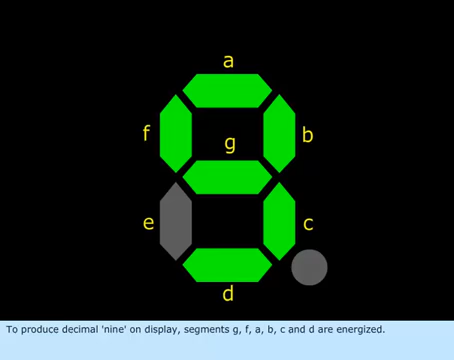 a
f
b
g
e
c
d
To produce decimal 'nine' on display, segments g, f, a, b, c and d are energized.